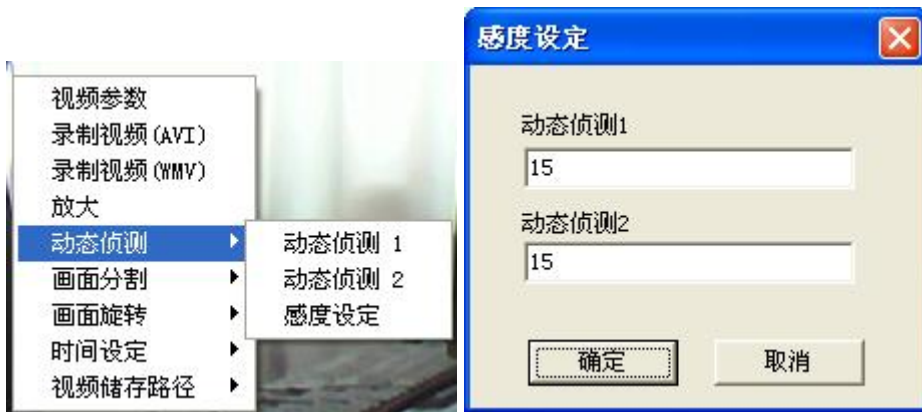 视频参数
录制视频(AVI)
录制视频(WMV)
放大
动态侦测
画面分割
画面旋转
时间设定
视频储存路径
动态侦测 1
动态侦测 2
感度设定
感度设定
动态侦测1
15
动态侦测2
15
确定
取消